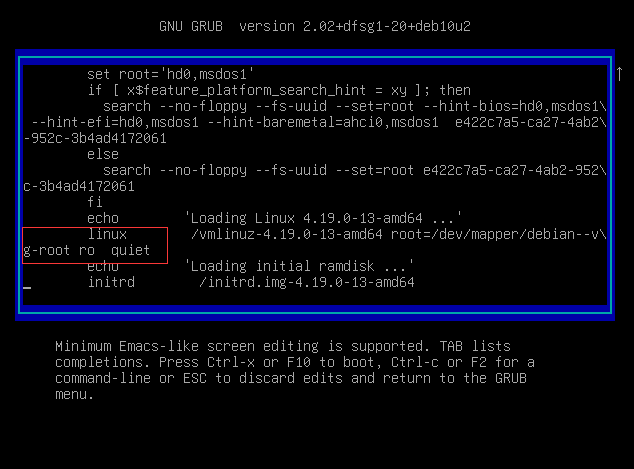 GNU GRUB  version 2.02+dfsg1-20+deb10u2
set root='hd0,msdos1'
if [ x$feature_platform_search_hint = xy ]; then
search --no-floppy --fs-uuid --set=root --hint-bios=hd0,msdos1\
--hint-efi=hd0,msdos1 --hint-baremetal=ahci0,msdos1  e422c7a5-ca27-4ab2\
-952c-3b4ad4172061
else
search --no-floppy --fs-uuid --set=root e422c7a5-ca27-4ab2-952\
c-3b4ad4172061
fi
echo        'Loading Linux 4.19.0-13-amd64 ...'
linux        /vmlinuz-4.19.0-13-amd64 root=/dev/mapper/debian--v\
g-root ro  quiet
echo        'Loading initial ramdisk ...'
initrd        /initrd.img-4.19.0-13-amd64
Minimum Emacs-like screen editing is supported. TAB lists
completions. Press Ctrl-x or F10 to boot, Ctrl-c or F2 for a
command-line or ESC to discard edits and return to the GRUB
menu.